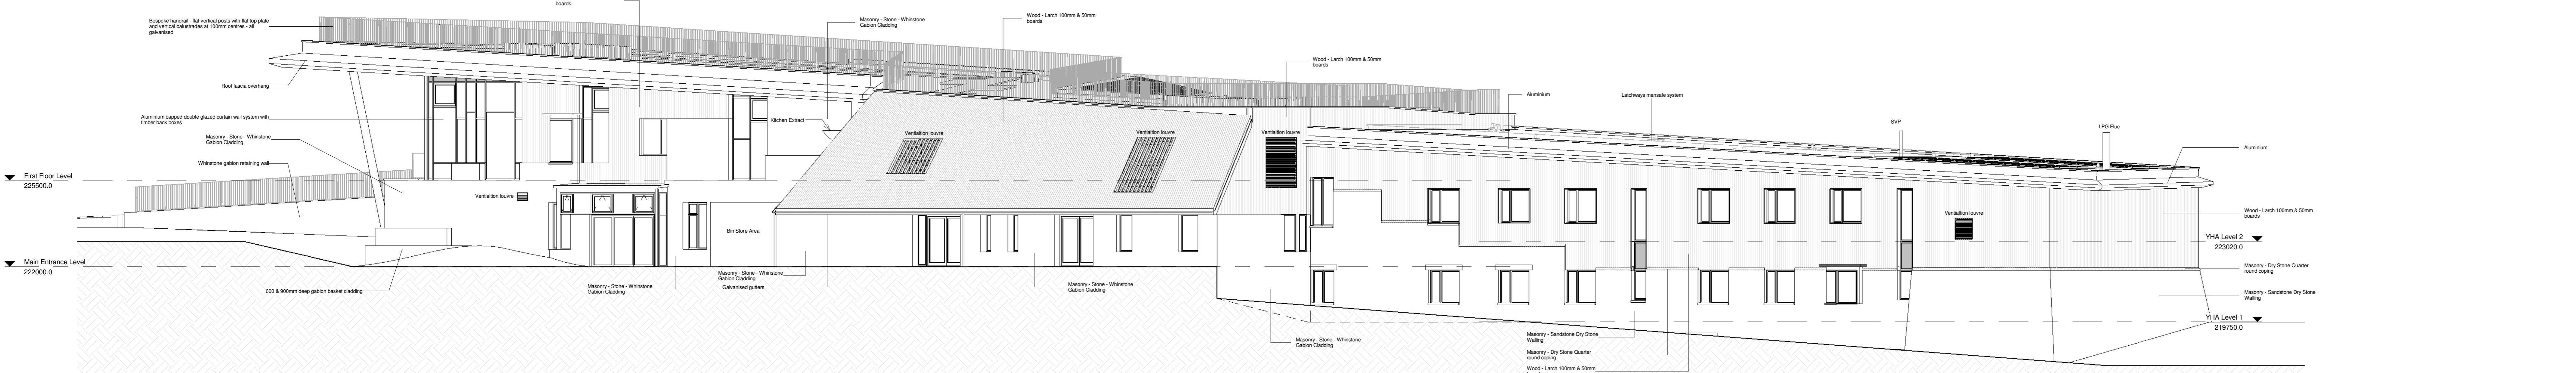 boards
Bespoke handrail - flat vertical posts with flat top plate
and vertical balustrades at 100mm centres - all
galvanised
Masonry - Stone - Whinstone
Gabion Cladding
Wood - Larch 100mm & 50mm
boards
Wood - Larch 100mm & 50mm
boards
Roof fascia overhang
Aluminium
Latchways mansafe system
Aluminium capped double glazed curtain wall system with
timber back boxes
Kitchen Extract
SVP
LPG Flue
Masonry - Stone - Whinstone
Gabion Cladding
Ventialtion louvre
Ventialtion louvre
Ventialtion louvre
Aluminium
Whinstone gabion retaining wall
First Floor Level
225500.0
Ventialtion louvre
Ventialtion louvre
Wood - Larch 100mm & 50mm
boards
Bin Store Area
YHA Level 2
223020.0
Main Entrance Level
222000.0
Masonry - Dry Stone Quarter
round coping
600 & 900mm deep gabion basket cladding
Masonry - Stone - Whinstone
Gabion Cladding
Masonry - Stone - Whinstone
Gabion Cladding
Galvanised gutters
Masonry - Stone - Whinstone
Gabion Cladding
Masonry - Sandstone Dry Stone
Walling
YHA Level 1
219750.0
Masonry - Stone - Whinstone
Gabion Cladding
Masonry - Sandstone Dry Stone
Walling
Masonry - Dry Stone Quarter
round coping
Wood - Larch 100mm & 50mm